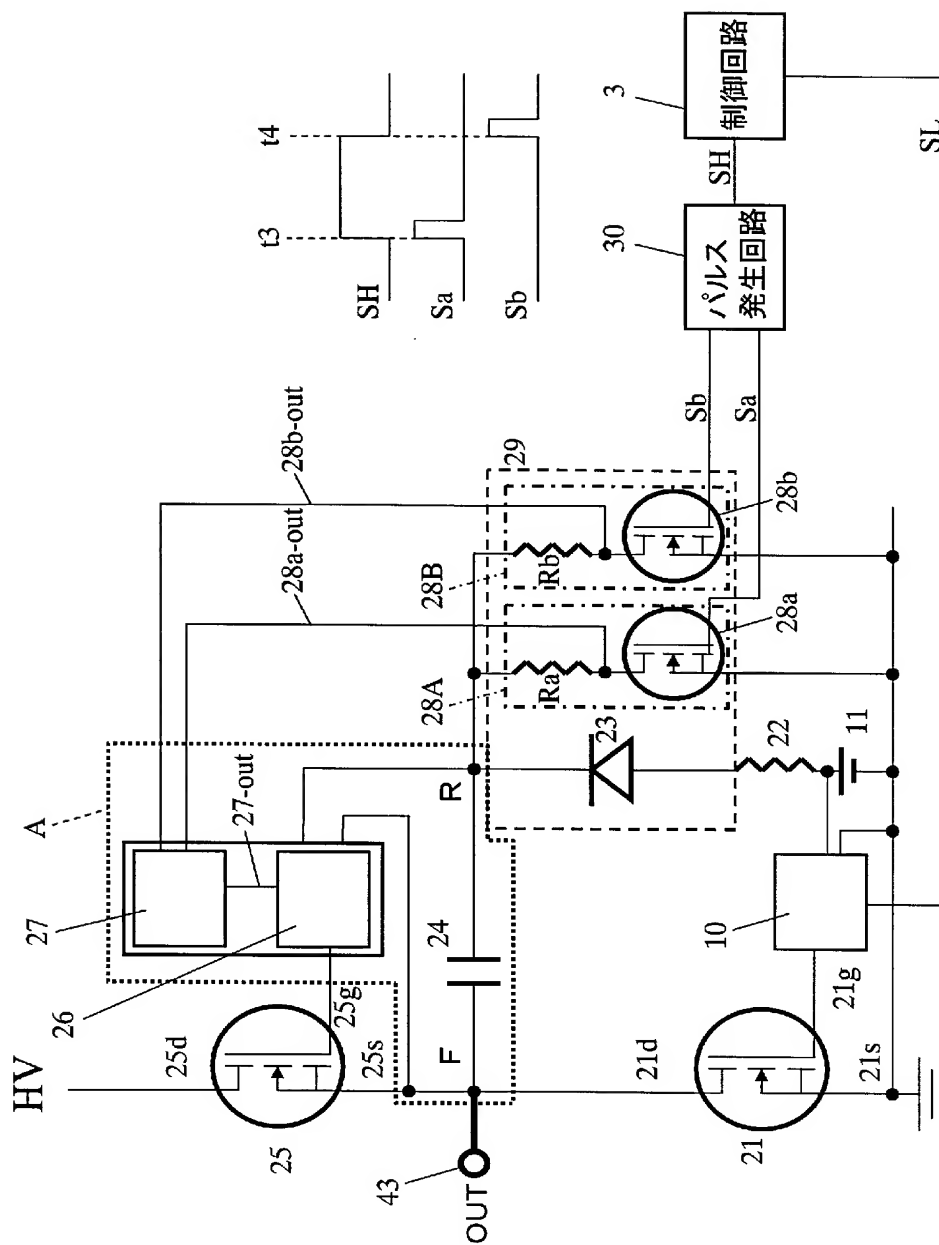 HV
25d
25g
25s
25
43
OUT
F
21d
21g
21s
21
27
26
A
27-out
24
R
10
28a-out
28b-out
28A
28B
Ra
Rb
29
23
22
11
28a
28b
Sb
Sa
パルス
発生回路
30
SH
制御回路
3
SL
t3
t4
SH
Sa
Sb